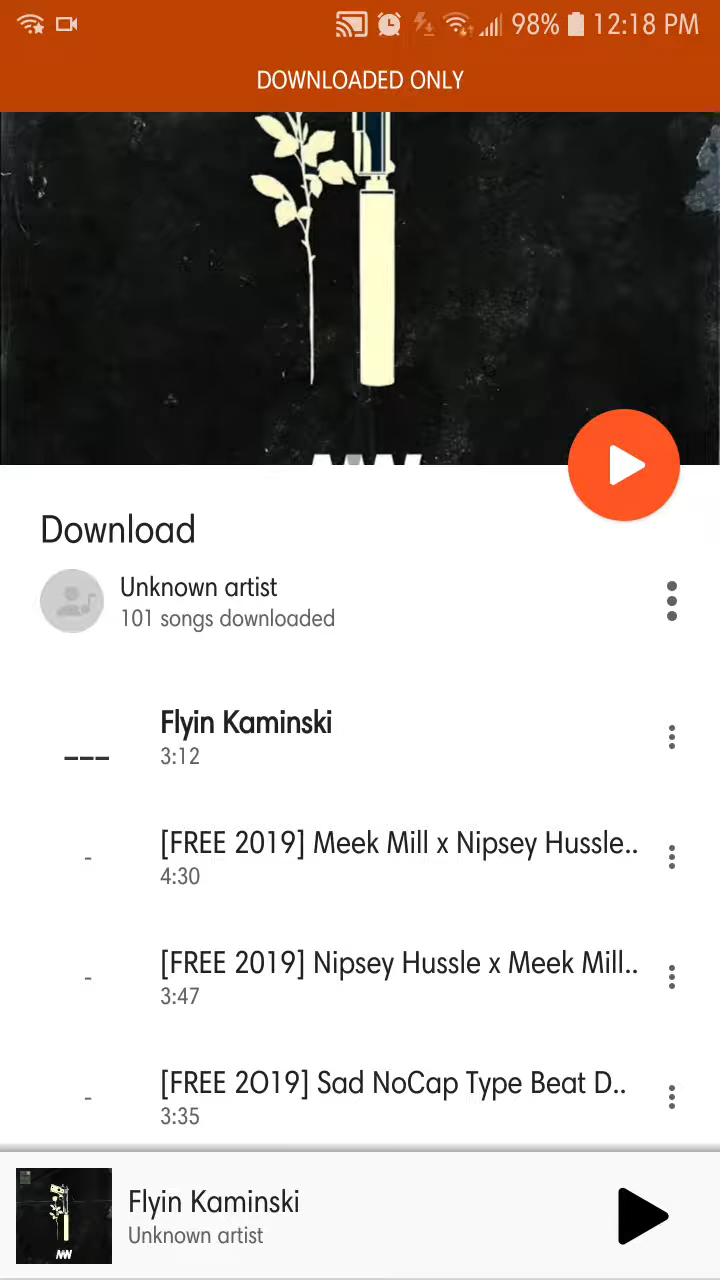 98% 12:18 PM
DOWNLOADED ONLY
Download
Unknown artist
101 songs downloaded
Flyin Kaminski
3:12
[FREE 2019] Meek Mill x Nipsey Hussle..
4:30
[FREE 2019] Nipsey Hussle x Meek Mill..
3:47
[FREE 2O19] Sad NoCap Type Beat D..
3:35
Flyin Kaminski
Unknown artist